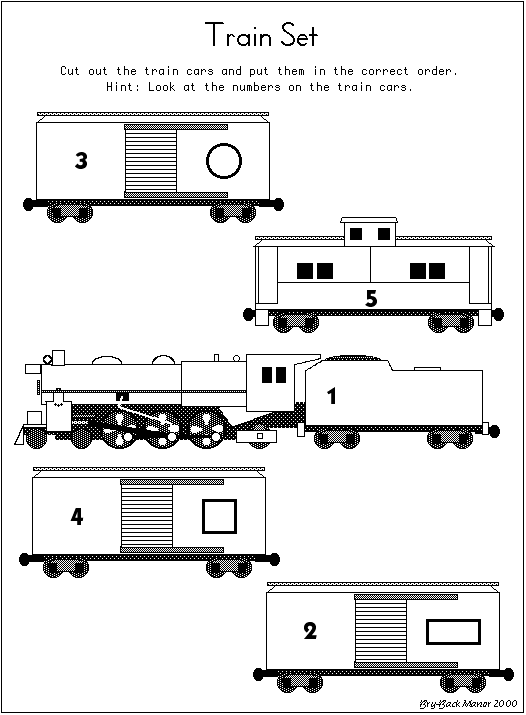 Train Set
Cut out the train cars and put them in the correct order.
Hint: Look at the numbers on the train cars.
3
5
1
4
2
Bry-Back Manor 2000